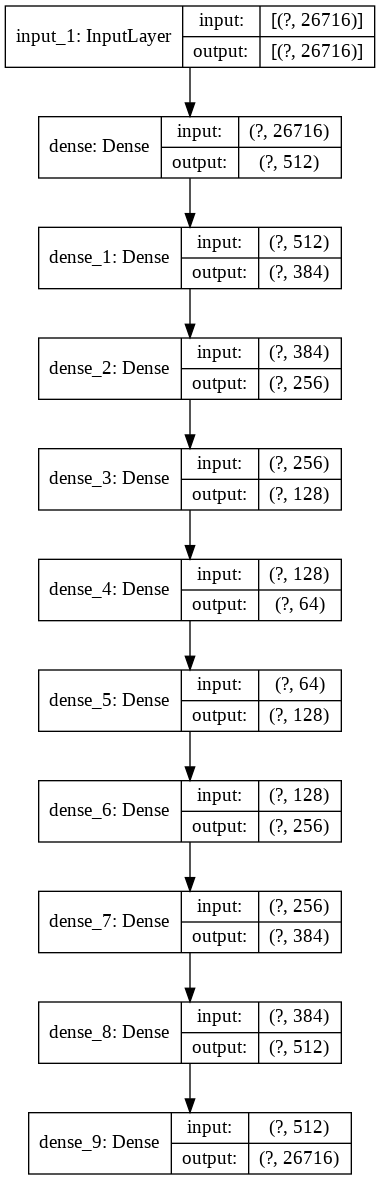 input_1: InputLayer
input: [(?, 26716)]
output: [(?, 26716)]
dense: Dense
input: (?, 26716)
output: (?, 512)
dense_1: Dense
input: (?, 512)
output: (?, 384)
dense_2: Dense
input: (?, 384)
output: (?, 256)
dense_3: Dense
input: (?, 256)
output: (?, 128)
dense_4: Dense
input: (?, 128)
output: (?, 64)
dense_5: Dense
input: (?, 64)
output: (?, 128)
dense_6: Dense
input: (?, 128)
output: (?, 256)
dense_7: Dense
input: (?, 256)
output: (?, 384)
dense_8: Dense
input: (?, 384)
output: (?, 512)
dense_9: Dense
input: (?, 512)
output: (?, 26716)